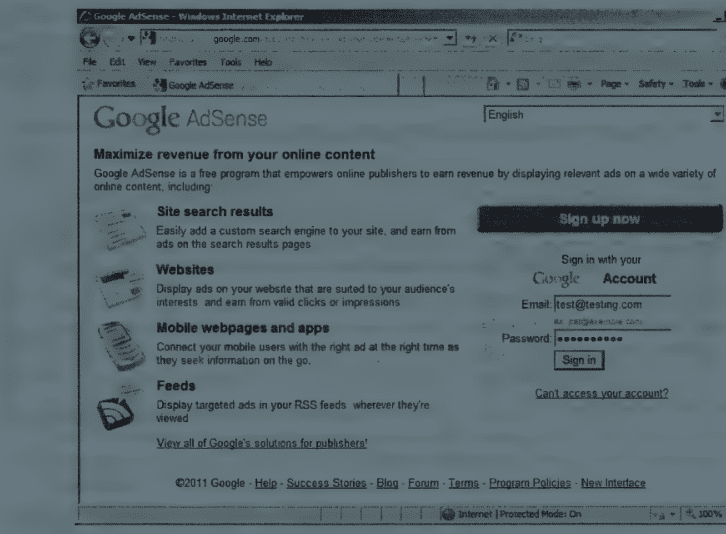 Google AdSense - Windows Internet Explorer
google.com
File Edit View Favorites Tools Help
Favorites Google AdSense Page Safety Tools
Google AdSense English
Maximize revenue from your online content
Google AdSense is a free program that empowers online publishers to earn revenue by displaying relevant ads on a wide variety of
online content, including:
Site search results
Easily add a custom search engine to your site, and earn from
ads on the search results pages
Websites
Display ads on your website that are suited to your audience's
interests and earn from valid clicks or impressions
Mobile webpages and apps
Connect your mobile users with the right ad at the right time as
they seek information on the go.
Feeds
Display targeted ads in your RSS feeds wherever they're
viewed
View all of Google's solutions for publishers!
Sign up now
Sign in with your
Google Account
Email: test@testing.com
Password: ••••••••••
Sign in
Can't access your account?
©2011 Google - Help - Success Stories - Blog - Forum - Terms - Program Policies - New Interface
Internet | Protected Mode: On 100%